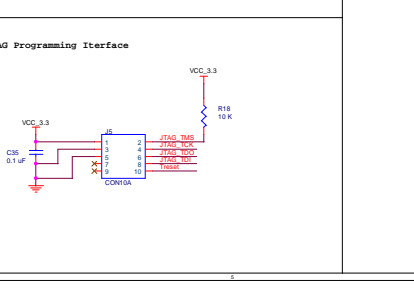 AG Programming Iterface
VCC_3.3
R18
10 K
VCC_3.3
J5
C35
0.1 uF
1 2 JTAG_TMS
3 4 JTAG_TCK
5 6 JTAG_TDO
7 8 JTAG_TDI
9 10 Treset
CON10A
5